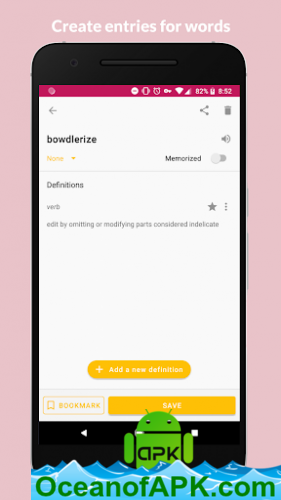 Create entries for words
82% 8:52
bowdlerize
None Memorized
Definitions
verb
edit by omitting or modifying parts considered indelicate
+ Add a new definition
BOOKMARK SAVE
APK
OceanofAPK.com